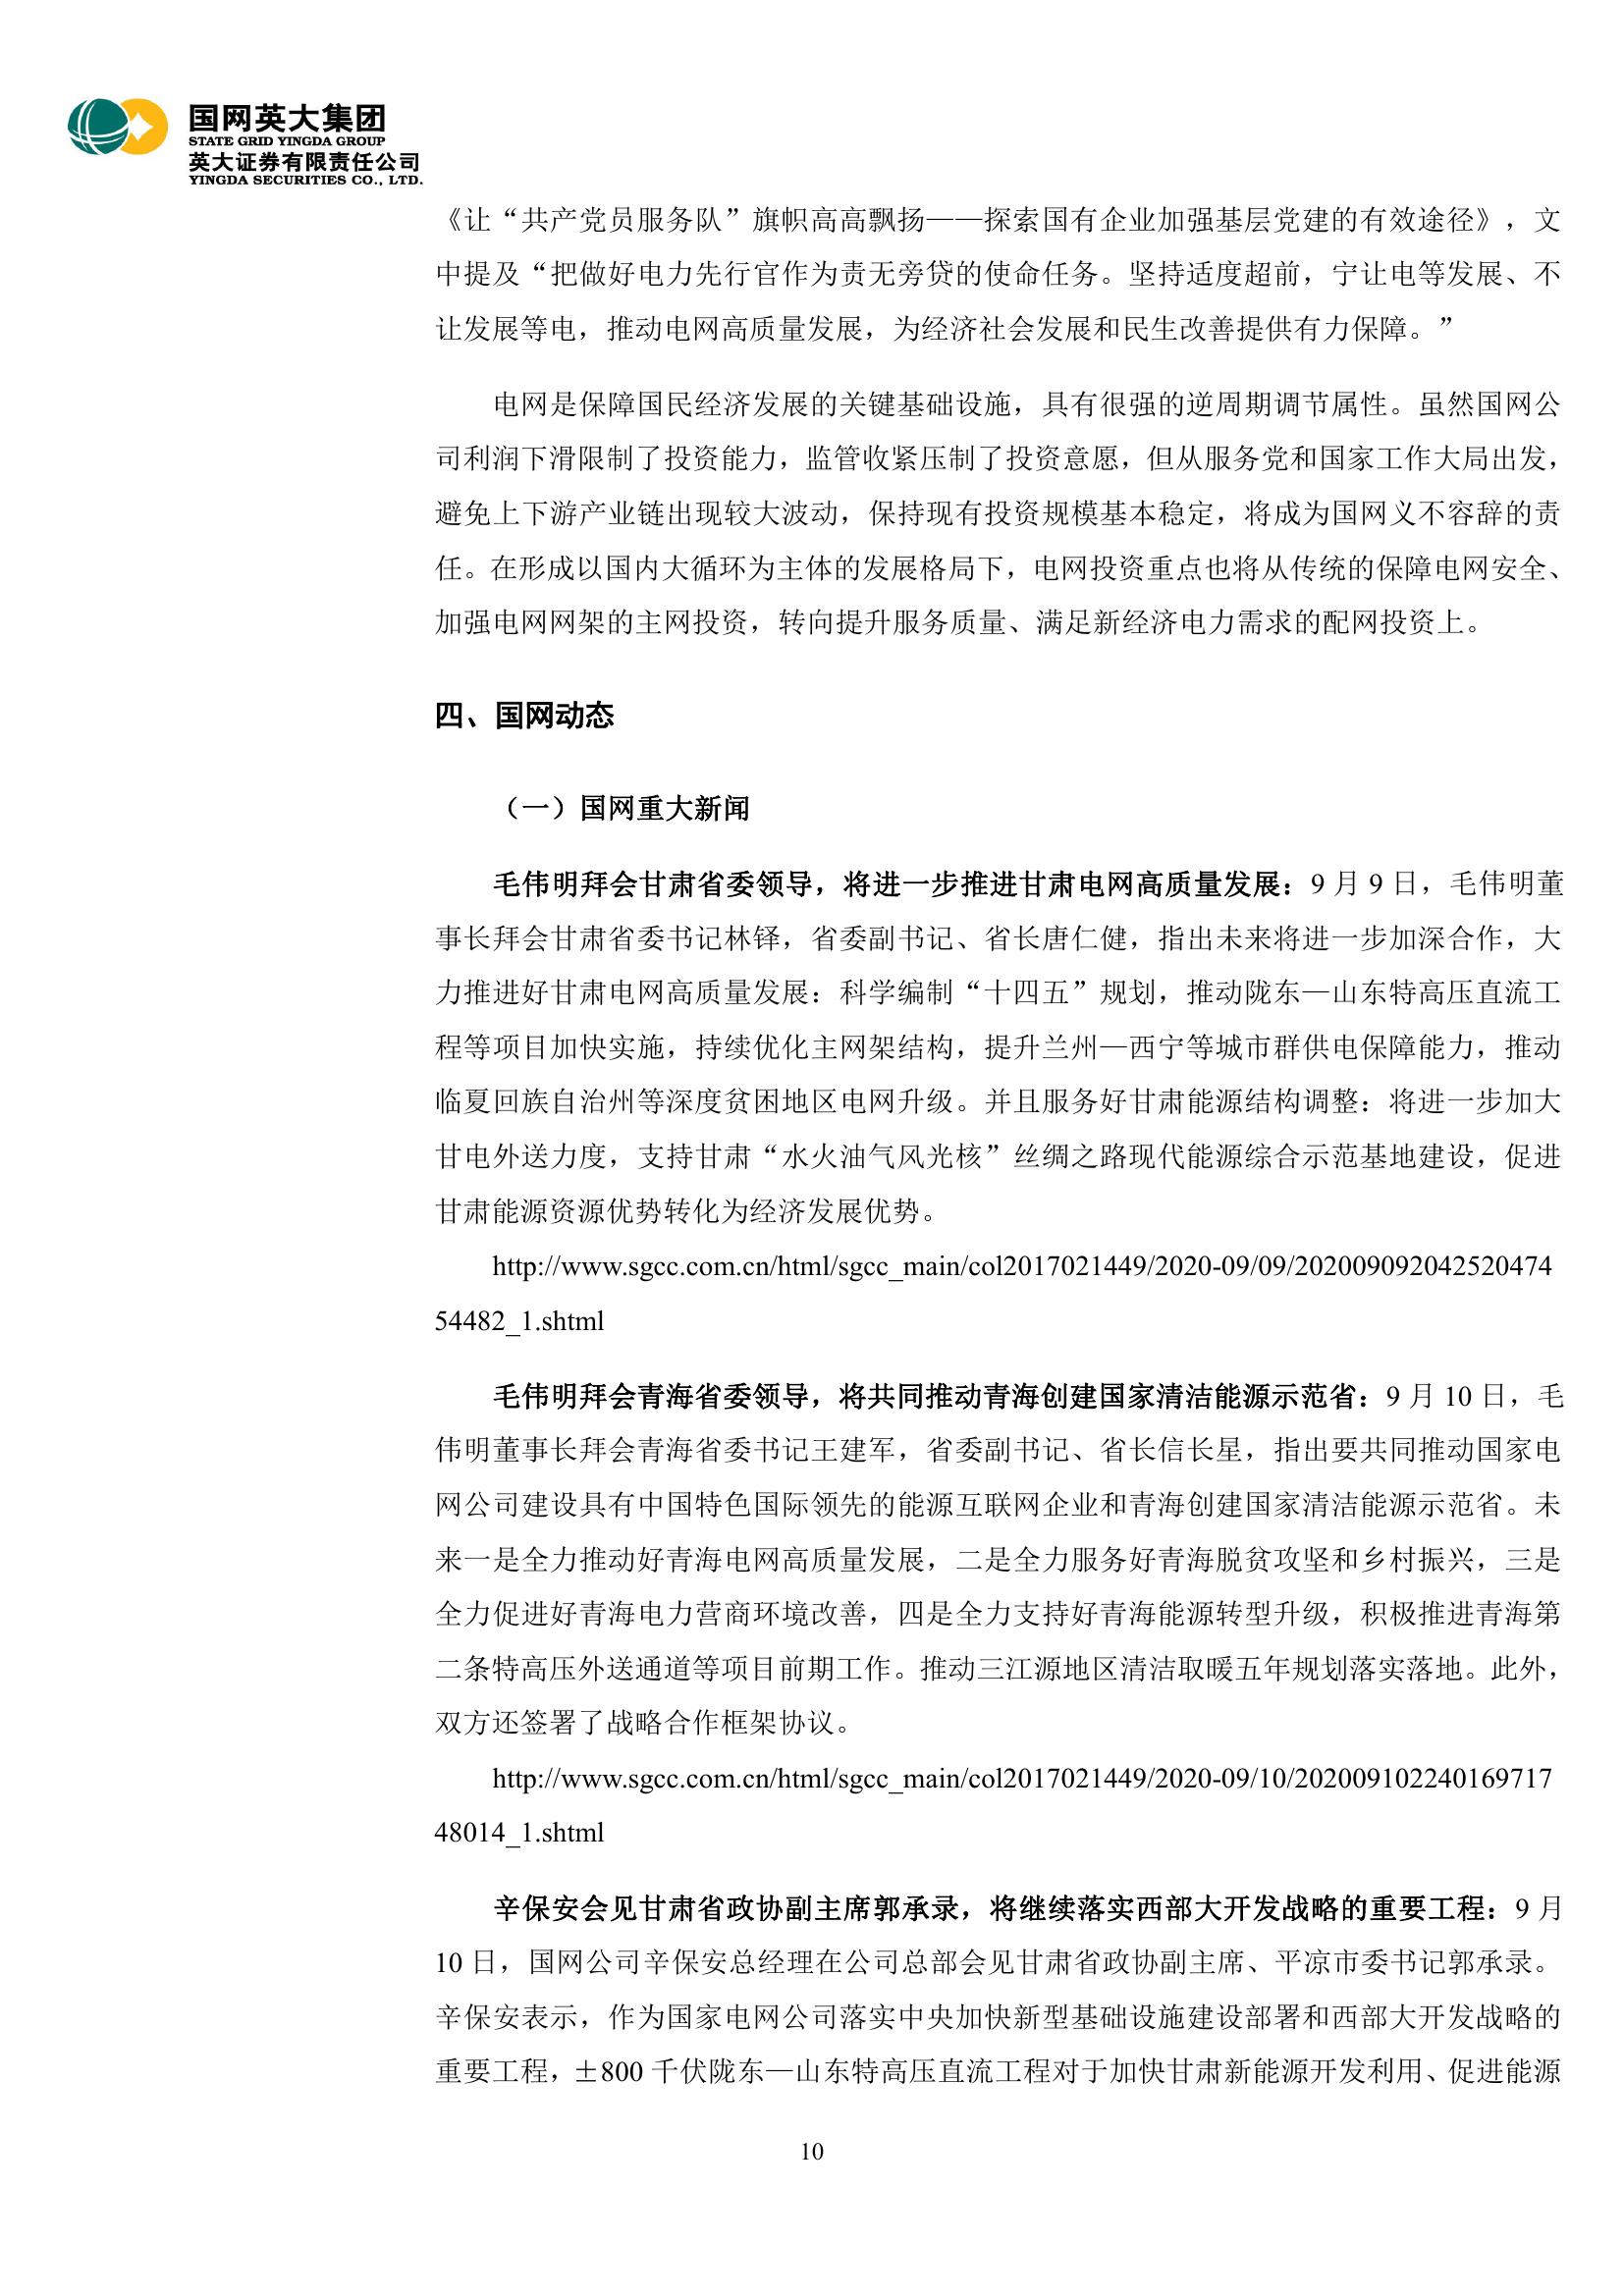 国网英大集团
STATE GRID YINGDA GROUP
英大证券有限责任公司
YINGDA SECURITIES CO., LTD.
《让“共产党员服务队”旗帜高高飘扬——探索国有企业加强基层党建的有效途径》，文
中提及“把做好电力先行官作为责无旁贷的使命任务。坚持适度超前，宁让电等发展、不
让发展等电，推动电网高质量发展，为经济社会发展和民生改善提供有力保障。”
电网是保障国民经济发展的关键基础设施，具有很强的逆周期调节属性。虽然国网公
司利润下滑限制了投资能力，监管收紧压制了投资意愿，但从服务党和国家工作大局出发，
避免上下游产业链出现较大波动，保持现有投资规模基本稳定，将成为国网义不容辞的责
任。在形成以国内大循环为主体的发展格局下，电网投资重点也将从传统的保障电网安全、
加强电网网架的主网投资，转向提升服务质量、满足新经济电力需求的配网投资上。
四、国网动态
（一）国网重大新闻
毛伟明拜会甘肃省委领导，将进一步推进甘肃电网高质量发展：9 月 9 日，毛伟明董
事长拜会甘肃省委书记林铎，省委副书记、省长唐仁健，指出未来将进一步加深合作，大
力推进好甘肃电网高质量发展：科学编制“十四五”规划，推动陇东—山东特高压直流工
程等项目加快实施，持续优化主网架结构，提升兰州—西宁等城市群供电保障能力，推动
临夏回族自治州等深度贫困地区电网升级。并且服务好甘肃能源结构调整：将进一步加大
甘电外送力度，支持甘肃“水火油气风光核”丝绸之路现代能源综合示范基地建设，促进
甘肃能源资源优势转化为经济发展优势。
http://www.sgcc.com.cn/html/sgcc_main/col2017021449/2020-09/09/202009092042520474
54482_1.shtml
毛伟明拜会青海省委领导，将共同推动青海创建国家清洁能源示范省：9 月 10 日，毛
伟明董事长拜会青海省委书记王建军，省委副书记、省长信长星，指出要共同推动国家电
网公司建设具有中国特色国际领先的能源互联网企业和青海创建国家清洁能源示范省。未
来一是全力推动好青海电网高质量发展，二是全力服务好青海脱贫攻坚和乡村振兴，三是
全力促进好青海电力营商环境改善，四是全力支持好青海能源转型升级，积极推进青海第
二条特高压外送通道等项目前期工作。推动三江源地区清洁取暖五年规划落实落地。此外，
双方还签署了战略合作框架协议。
http://www.sgcc.com.cn/html/sgcc_main/col2017021449/2020-09/10/202009102240169717
48014_1.shtml
辛保安会见甘肃省政协副主席郭承录，将继续落实西部大开发战略的重要工程：9 月
10 日，国网公司辛保安总经理在公司总部会见甘肃省政协副主席、平凉市委书记郭承录。
辛保安表示，作为国家电网公司落实中央加快新型基础设施建设部署和西部大开发战略的
重要工程，±800 千伏陇东—山东特高压直流工程对于加快甘肃新能源开发利用、促进能源
10